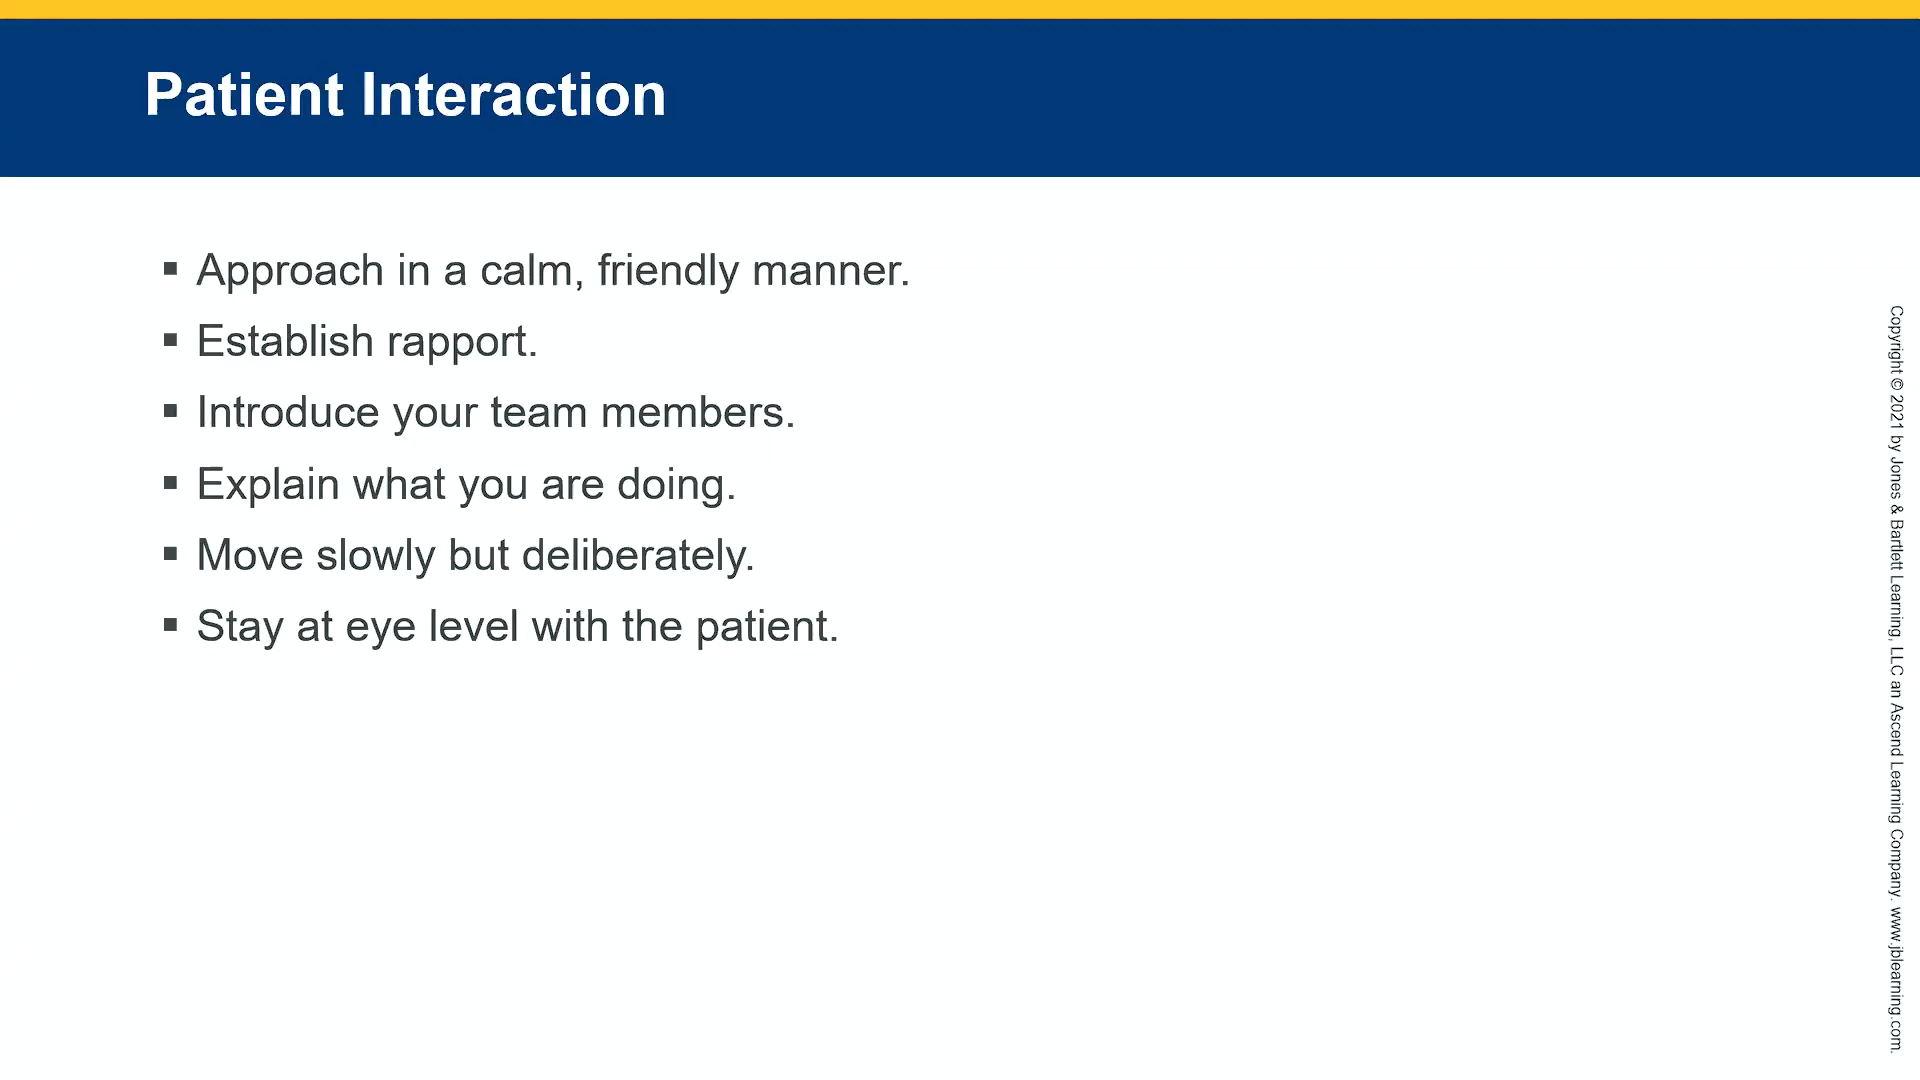 Patient Interaction
▪ Approach in a calm, friendly manner.
▪ Establish rapport.
▪ Introduce your team members.
▪ Explain what you are doing.
▪ Move slowly but deliberately.
▪ Stay at eye level with the patient.
Copyright © 2021 by Jones & Bartlett Learning, LLC an Ascend Learning Company. www.jblearning.com.